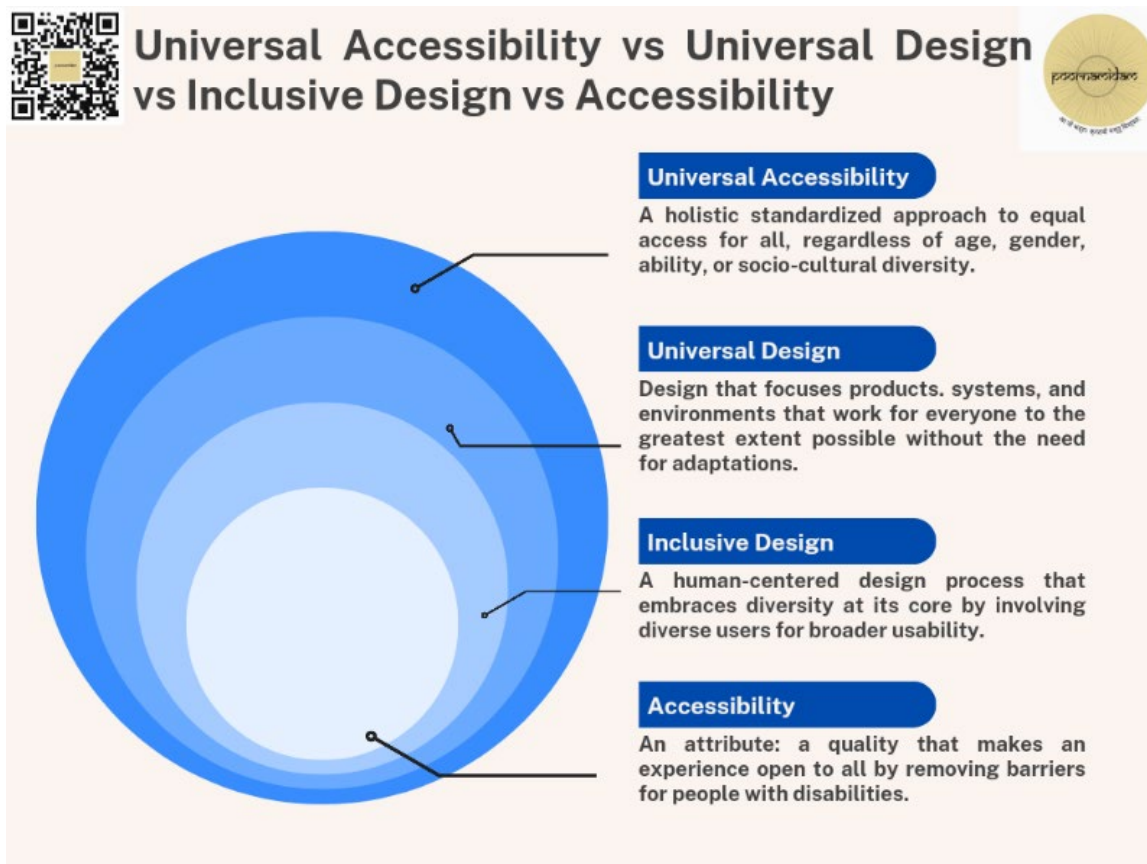 Universal Accessibility vs Universal Design
vs Inclusive Design vs Accessibility
poornamidam
Universal Accessibility
A holistic standardized approach to equal
access for all, regardless of age, gender,
ability, or socio-cultural diversity.
Universal Design
Design that focuses products. systems, and
environments that work for everyone to the
greatest extent possible without the need
for adaptations.
Inclusive Design
A human-centered design process that
embraces diversity at its core by involving
diverse users for broader usability.
Accessibility
An attribute: a quality that makes an
experience open to all by removing barriers
for people with disabilities.